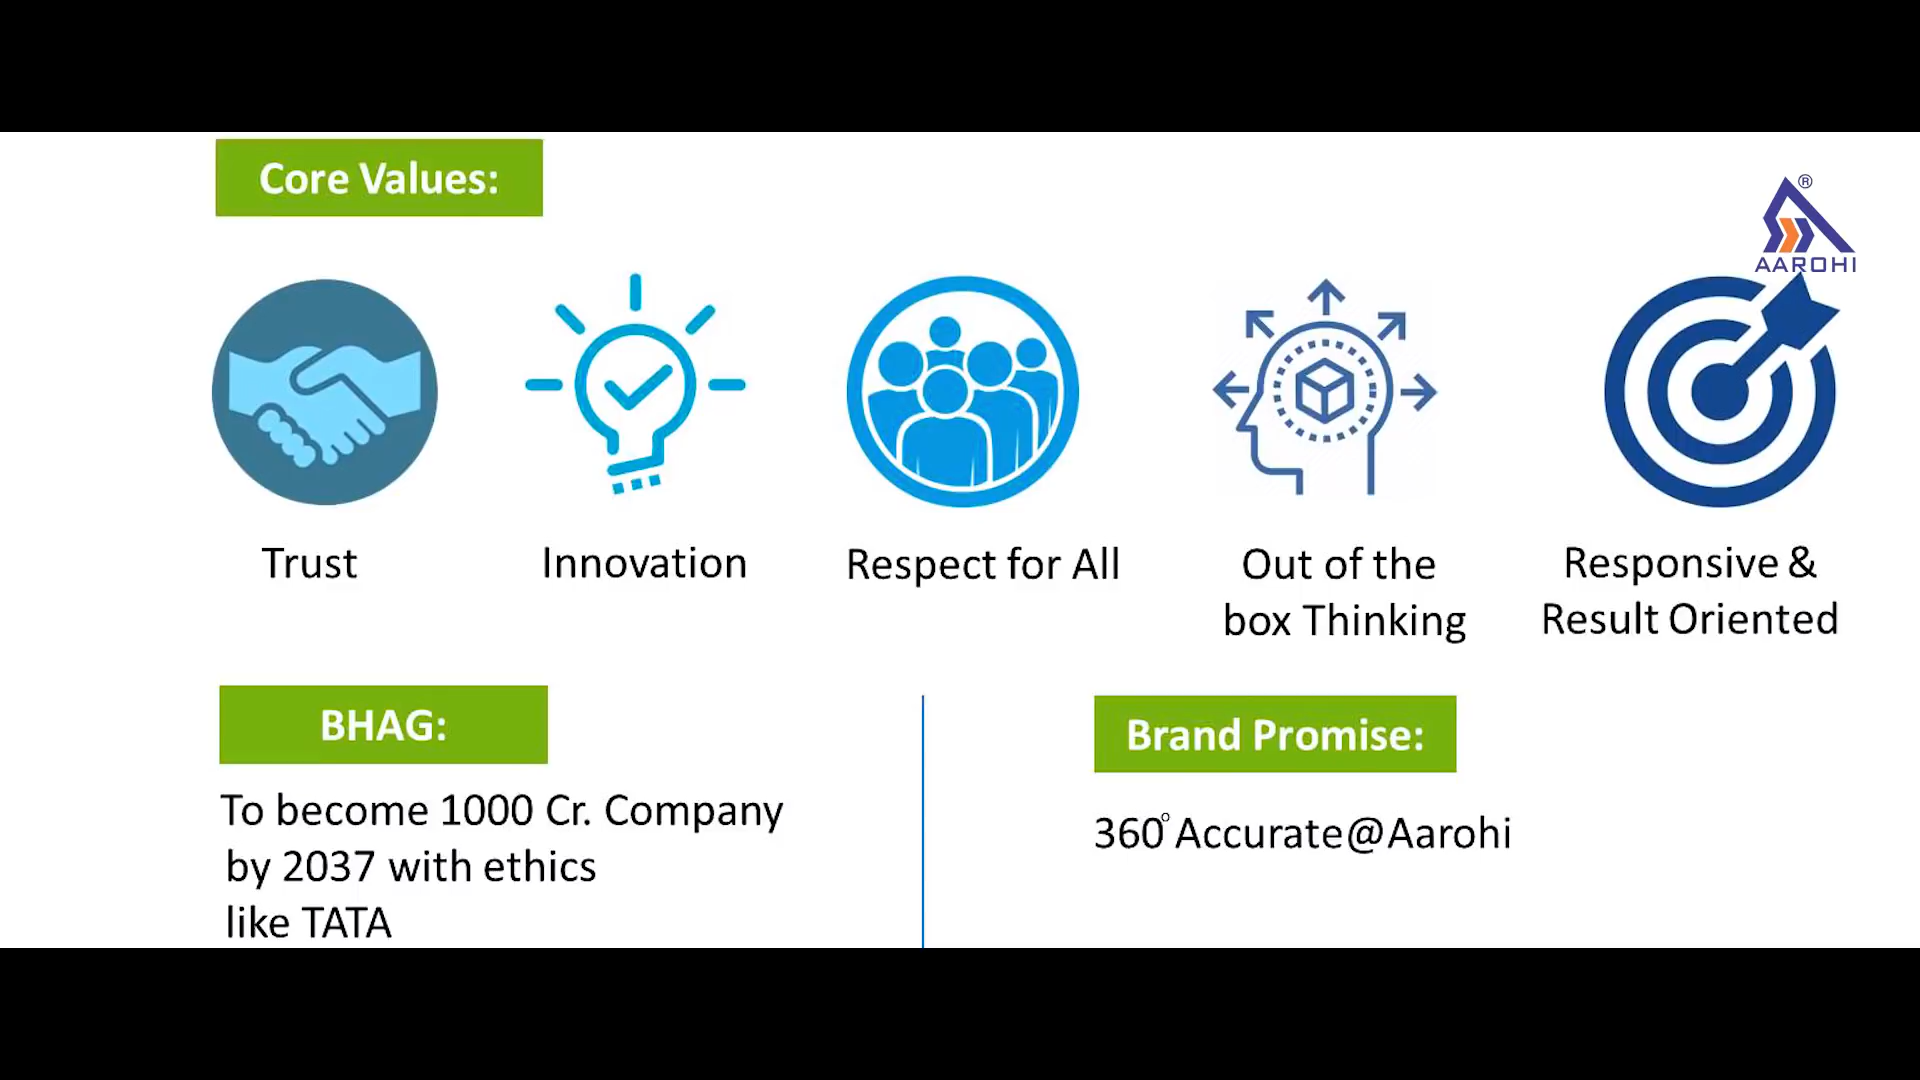 Core Values:
®
AAROHI
Trust
Innovation
Respect for All
Out of the
box Thinking
Responsive &
Result Oriented
BHAG:
To become 1000 Cr. Company
by 2037 with ethics
like TATA
Brand Promise:
360° Accurate@Aarohi